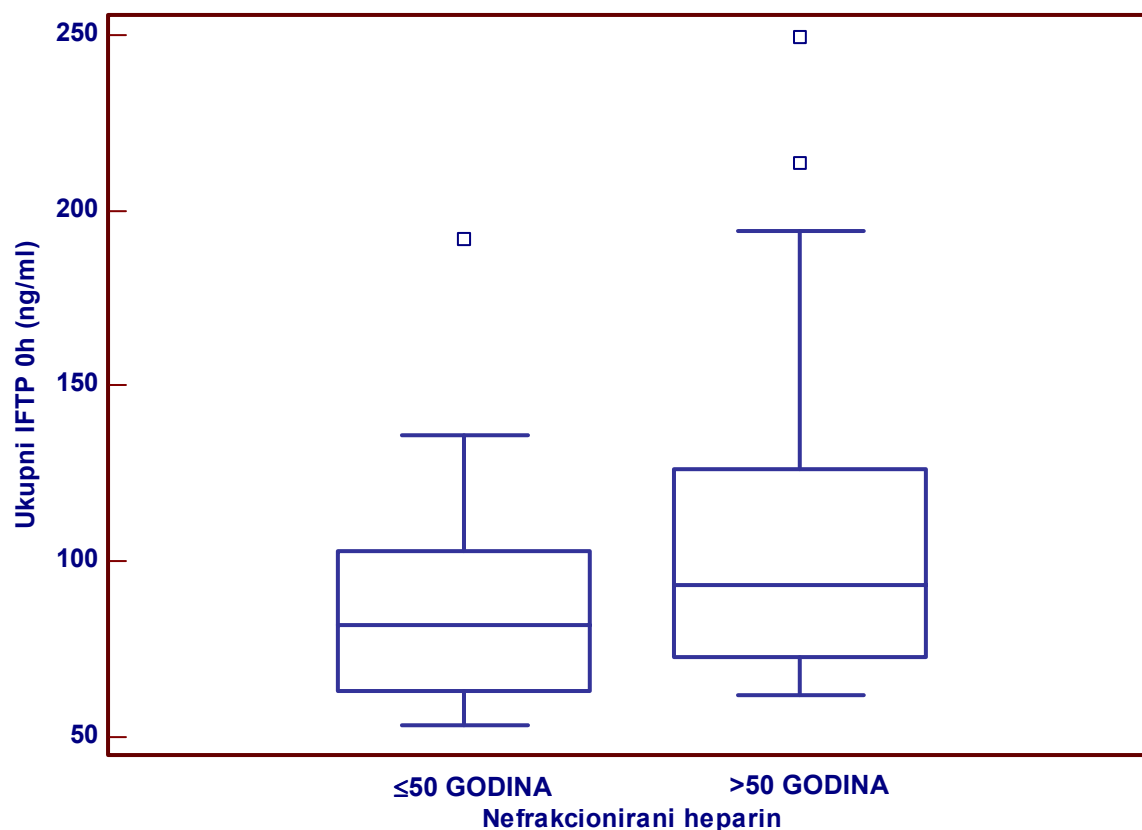 250
200
150
100
50
Ukupni IFTP 0h (ng/ml)
≤50 GODINA
>50 GODINA
Nefrakcionirani heparin